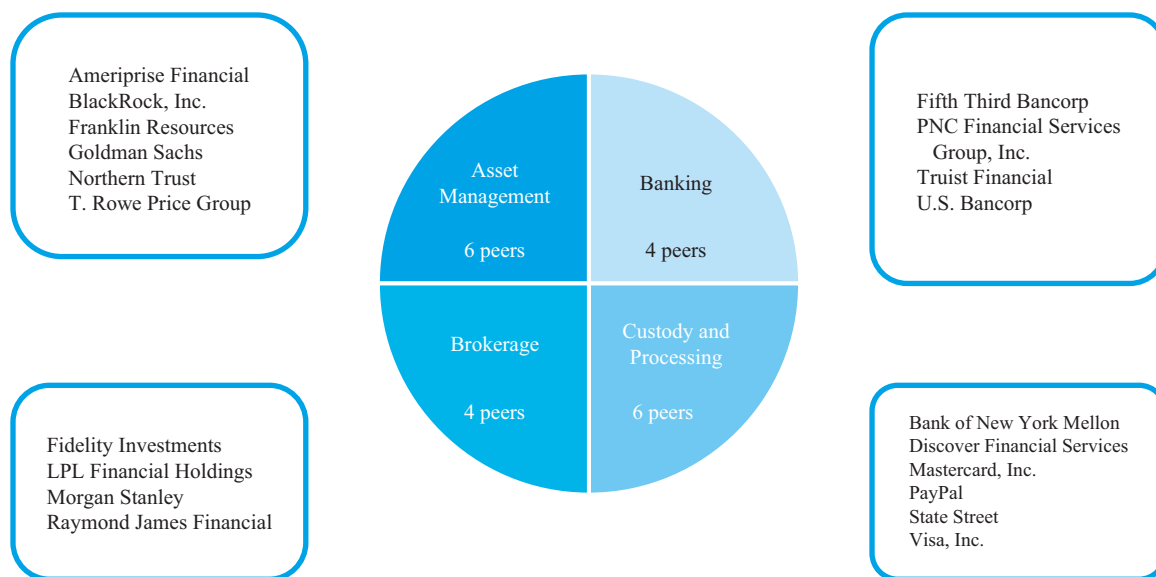 Ameriprise Financial
BlackRock, Inc.
Franklin Resources
Goldman Sachs
Northern Trust
T. Rowe Price Group
Asset
Management
6 peers
Banking
4 peers
Fifth Third Bancorp
PNC Financial Services
Group, Inc.
Truist Financial
U.S. Bancorp
Fidelity Investments
LPL Financial Holdings
Morgan Stanley
Raymond James Financial
Brokerage
4 peers
Custody and
Processing
6 peers
Bank of New York Mellon
Discover Financial Services
Mastercard, Inc.
PayPal
State Street
Visa, Inc.